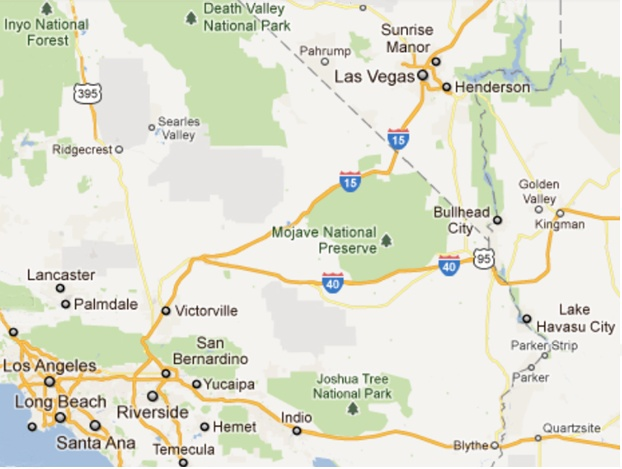 Death Valley
National Park
Inyo National
Forest
Sunrise
Manor
Pahrump
Las Vegas
Henderson
395
Searles
Valley
Ridgecrest
15
15
Golden
Valley
Bullhead
City
Kingman
Mojave National
Preserve
40
95
40
Lancaster
Palmdale
Victorville
Lake
Havasu City
San
Bernardino
Parker Strip
Los Angeles
Yucaipa
Joshua Tree
National Park
Parker
Long Beach
Riverside
Indio
Hemet
Santa Ana
Quartzsite
Blythe
Temecula